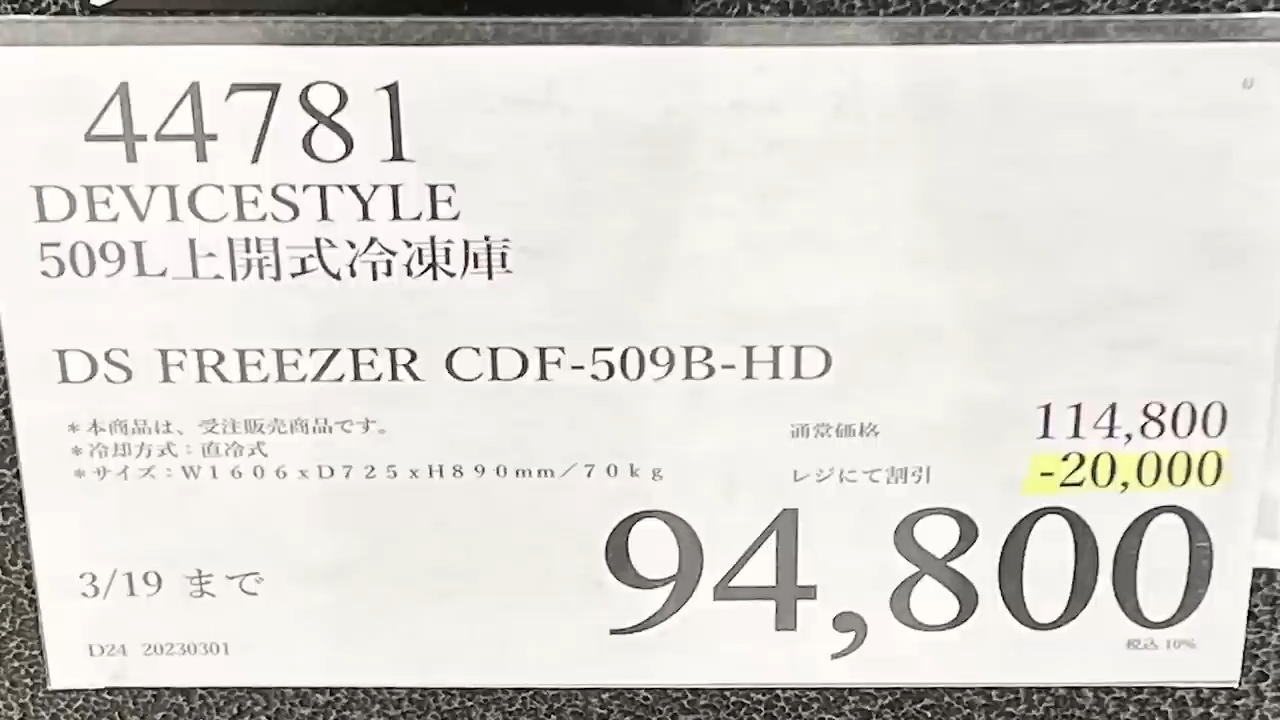 44781
DEVICESTYLE
509L上開式冷凍庫
DS FREEZER CDF-509B-HD
*本商品は、受注販売商品です。
*冷却方式：直冷式
*サイズ：W1606xD725xH890mm／70kg
通常価格 114,800
レジにて割引 -20,000
94,800
税込 10%
3/19 まで
D24 20230301